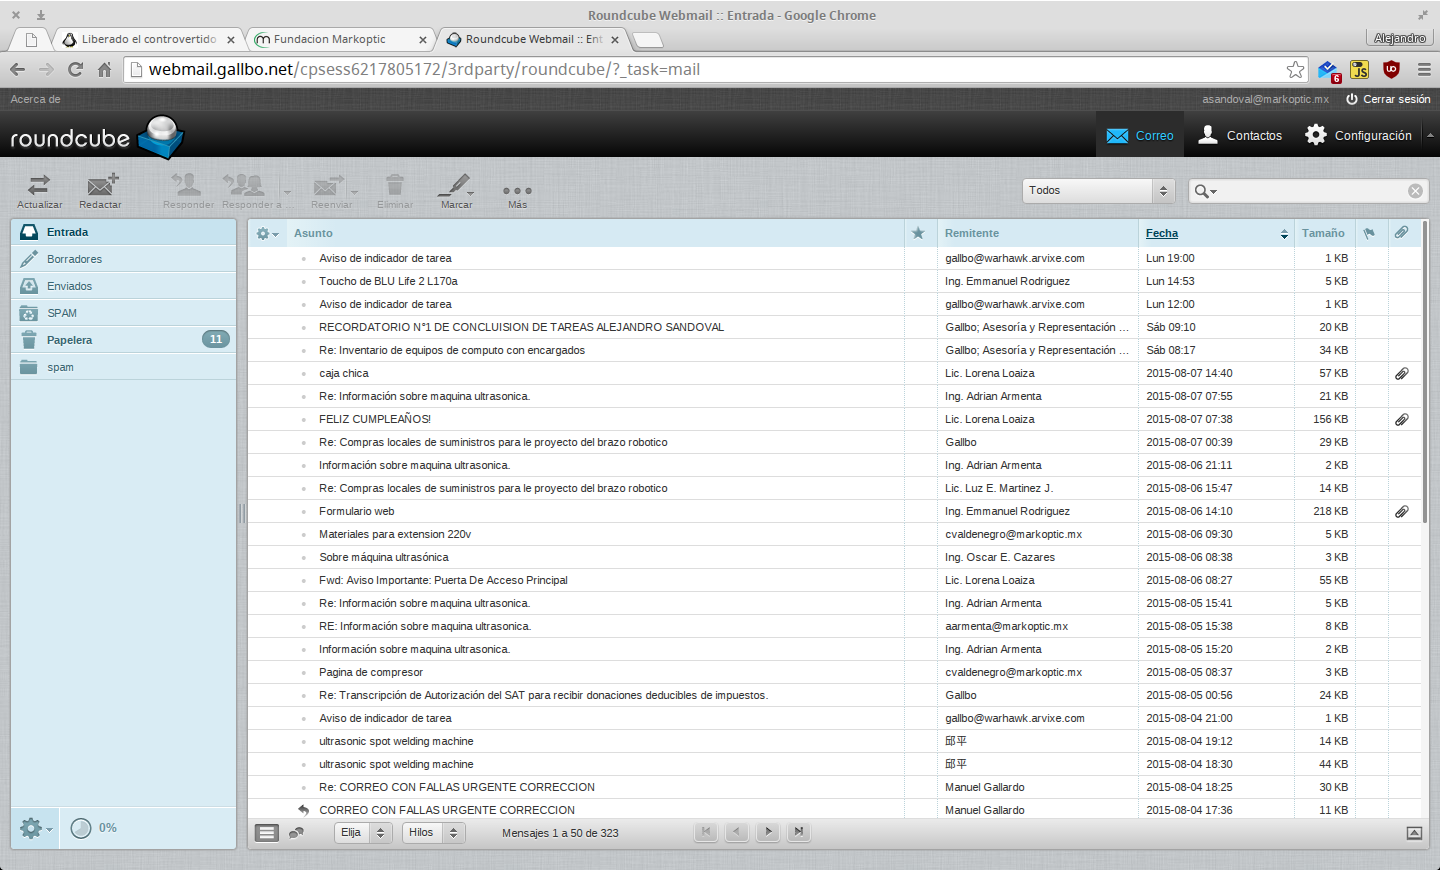 Roundcube Webmail :: Entrada - Google Chrome
Liberado el controvertido
Fundacion Markoptic
Roundcube Webmail :: Ent
Alejandro
webmail.gallbo.net/cpsess6217805172/3rdparty/roundcube/?_task=mail
6
JS
Acerca de
asandoval@markoptic.mx
Cerrar sesión
roundcube
Correo
Contactos
Configuración
Actualizar
Redactar
Responder
Responder a ...
Reenviar
Eliminar
Marcar
Más
Todos
Entrada
Borradores
Enviados
SPAM
Papelera 11
spam
0%
Asunto Remitente Fecha Tamaño
Aviso de indicador de tarea gallbo@warhawk.arvixe.com Lun 19:00 1 KB
Toucho de BLU Life 2 L170a Ing. Emmanuel Rodriguez Lun 14:53 5 KB
Aviso de indicador de tarea gallbo@warhawk.arvixe.com Lun 12:00 1 KB
RECORDATORIO N°1 DE CONCLUISION DE TAREAS ALEJANDRO SANDOVAL Gallbo; Asesoría y Representación ... Sáb 09:10 20 KB
Re: Inventario de equipos de computo con encargados Gallbo; Asesoría y Representación ... Sáb 08:17 34 KB
caja chica Lic. Lorena Loaiza 2015-08-07 14:40 57 KB
Re: Información sobre maquina ultrasonica. Ing. Adrian Armenta 2015-08-07 07:55 21 KB
FELIZ CUMPLEAÑOS! Lic. Lorena Loaiza 2015-08-07 07:38 156 KB
Re: Compras locales de suministros para le proyecto del brazo robotico Gallbo 2015-08-07 00:39 29 KB
Información sobre maquina ultrasonica. Ing. Adrian Armenta 2015-08-06 21:11 2 KB
Re: Compras locales de suministros para le proyecto del brazo robotico Lic. Luz E. Martinez J. 2015-08-06 15:47 14 KB
Formulario web Ing. Emmanuel Rodriguez 2015-08-06 14:10 218 KB
Materiales para extension 220v cvaldenegro@markoptic.mx 2015-08-06 09:30 5 KB
Sobre máquina ultrasónica Ing. Oscar E. Cazares 2015-08-06 08:38 3 KB
Fwd: Aviso Importante: Puerta De Acceso Principal Lic. Lorena Loaiza 2015-08-06 08:27 55 KB
Re: Información sobre maquina ultrasonica. Ing. Adrian Armenta 2015-08-05 15:41 5 KB
RE: Información sobre maquina ultrasonica. aarmenta@markoptic.mx 2015-08-05 15:38 8 KB
Información sobre maquina ultrasonica. Ing. Adrian Armenta 2015-08-05 15:20 2 KB
Pagina de compresor cvaldenegro@markoptic.mx 2015-08-05 08:37 3 KB
Re: Transcripción de Autorización del SAT para recibir donaciones deducibles de impuestos. Gallbo 2015-08-05 00:56 24 KB
Aviso de indicador de tarea gallbo@warhawk.arvixe.com 2015-08-04 21:00 1 KB
ultrasonic spot welding machine 邱平 2015-08-04 19:12 14 KB
ultrasonic spot welding machine 邱平 2015-08-04 18:30 44 KB
Re: CORREO CON FALLAS URGENTE CORRECCION Manuel Gallardo 2015-08-04 18:25 30 KB
CORREO CON FALLAS URGENTE CORRECCION Manuel Gallardo 2015-08-04 17:36 11 KB
Elija
Hilos
Mensajes 1 a 50 de 323